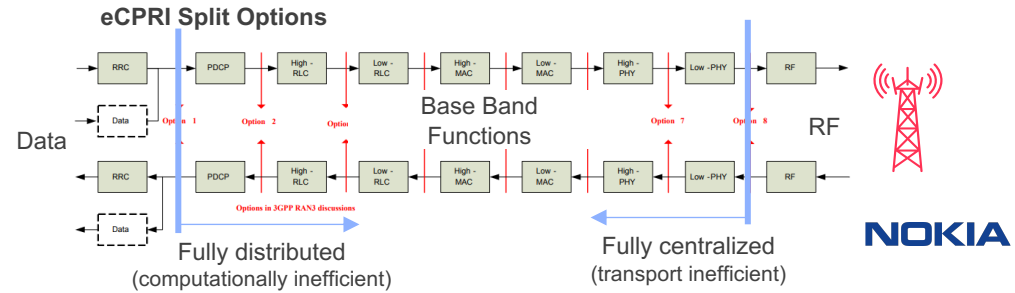 eCPRI Split Options
RRC PDCP High - RLC Low - RLC High - MAC Low - MAC High - PHY Low -PHY RF
Data
Option 1 Option 2 Option Option 7 Option 8
Base Band
Functions
Data
RF
RRC PDCP High - RLC Low - RLC High - MAC Low - MAC High - PHY Low -PHY RF
Options in 3GPP RAN3 discussions
Data
Fully distributed
(computationally inefficient)
Fully centralized
(transport inefficient)
NOKIA